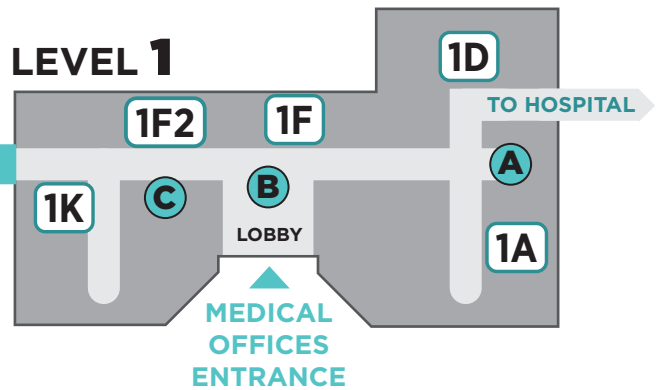 LEVEL 1
1D
TO HOSPITAL
1F2
1F
A
B
C
1K
LOBBY
1A
MEDICAL
OFFICES
ENTRANCE